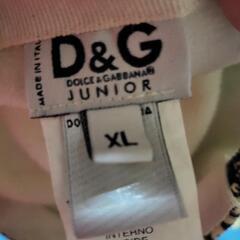 MADE IN ITALY
D&G
DOLCE & GABBANA
JUNIOR
XL
INTERNO